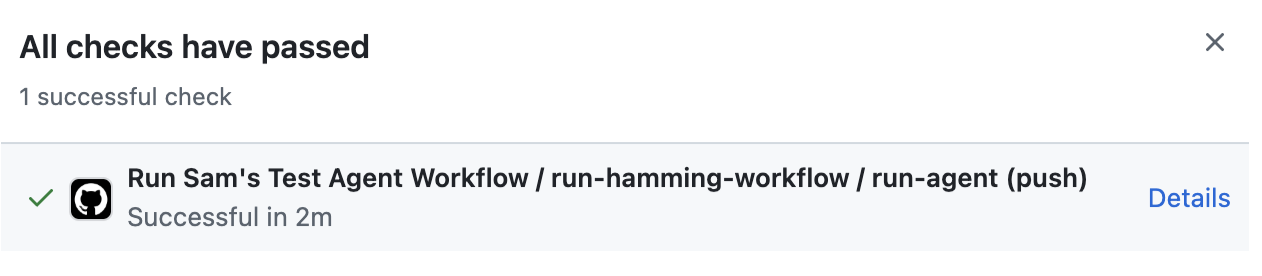 All checks have passed
1 successful check
Run Sam's Test Agent Workflow / run-hamming-workflow / run-agent (push)
Successful in 2m
Details